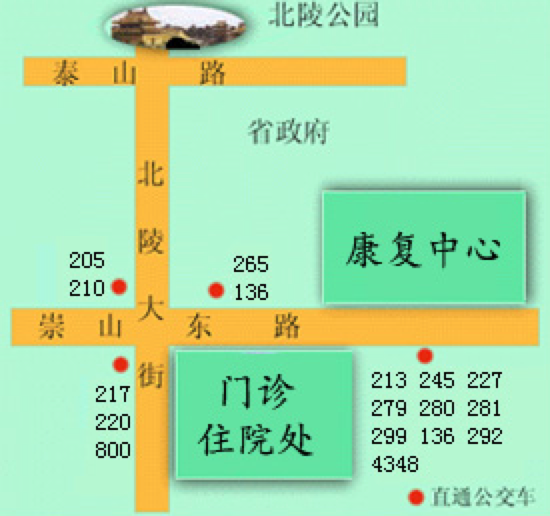 北陵公园
泰山路
省政府
北陵大街
康复中心
205
210
265
136
崇山东路
217
220
800
门诊
住院处
213 245 227
279 280 281
299 136 292
4348
直通公交车